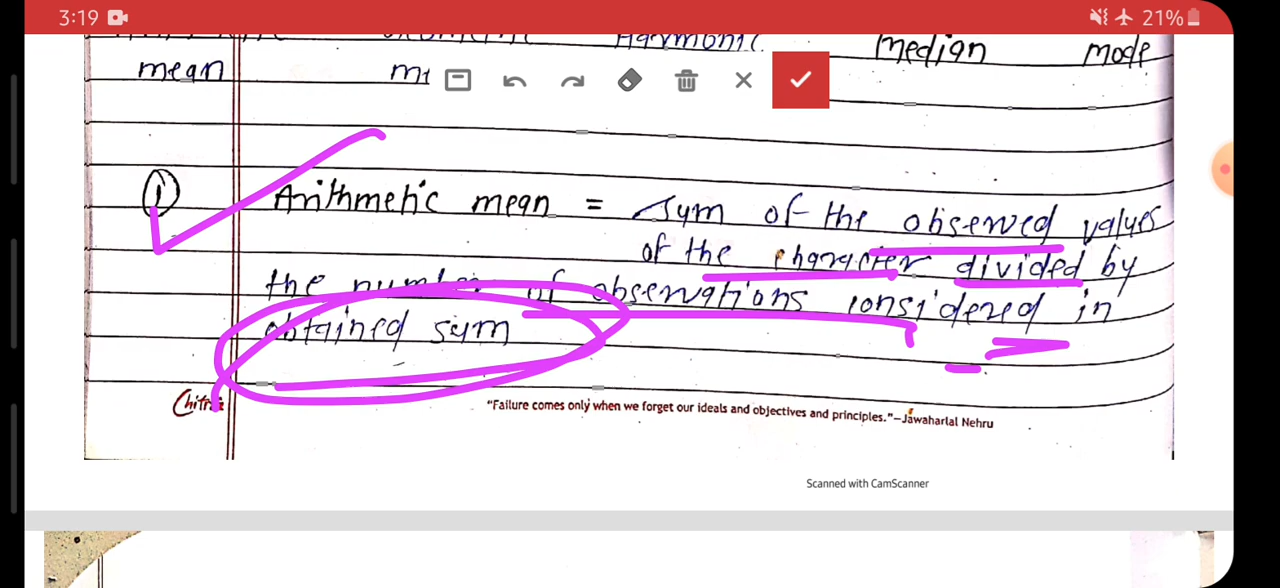 3:19 21%
Harmonic Median Mode
mean
① Arithmetic mean = Sum of the observed values
of the character divided by
the number of observations considered in
obtained sum
Chitra
"Failure comes only when we forget our ideals and objectives and principles."—Jawaharlal Nehru
Scanned with CamScanner